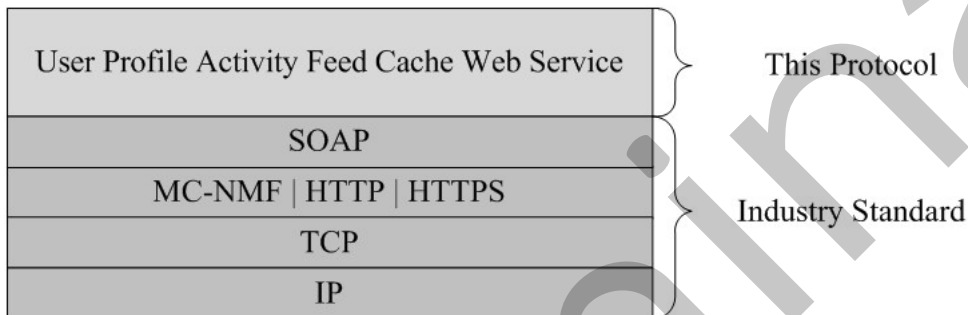 User Profile Activity Feed Cache Web Service
This Protocol
SOAP
MC-NMF | HTTP | HTTPS
Industry Standard
TCP
IP